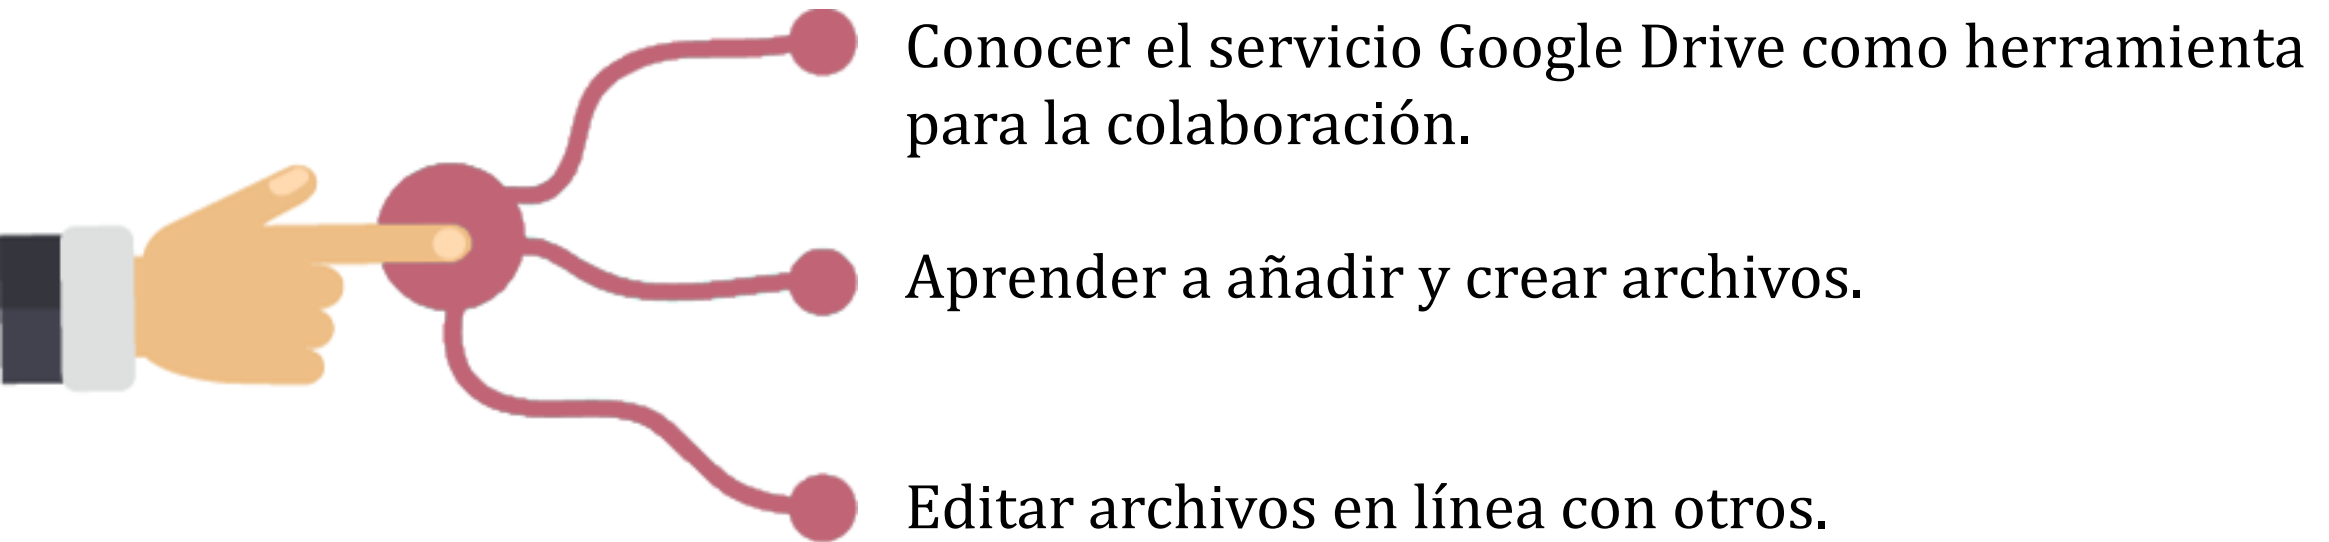 Conocer el servicio Google Drive como herramienta
para la colaboración.
Aprender a añadir y crear archivos.
Editar archivos en línea con otros.